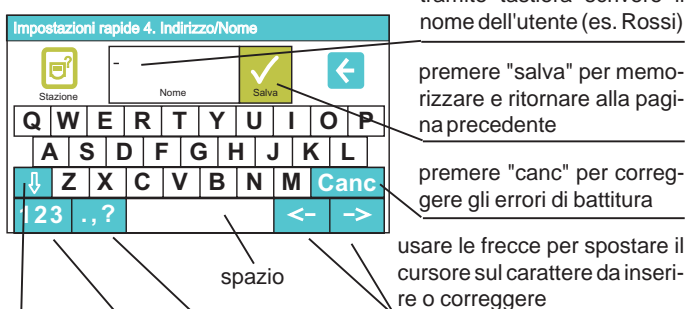 tramite tastiera scrivere il
nome dell'utente (es. Rossi)
Impostazioni rapide 4. Indirizzo/Nome
-
Stazione
Nome
Salva
premere "salva" per memo-
rizzare e ritornare alla pagi-
na precedente
Q W E R T Y U I O P
A S D F G H J K L
Z X C V B N M Canc
premere "canc" per correg-
gere gli errori di battitura
123 .,? <- ->
spazio
usare le frecce per spostare il
cursore sul carattere da inseri-
re o correggere